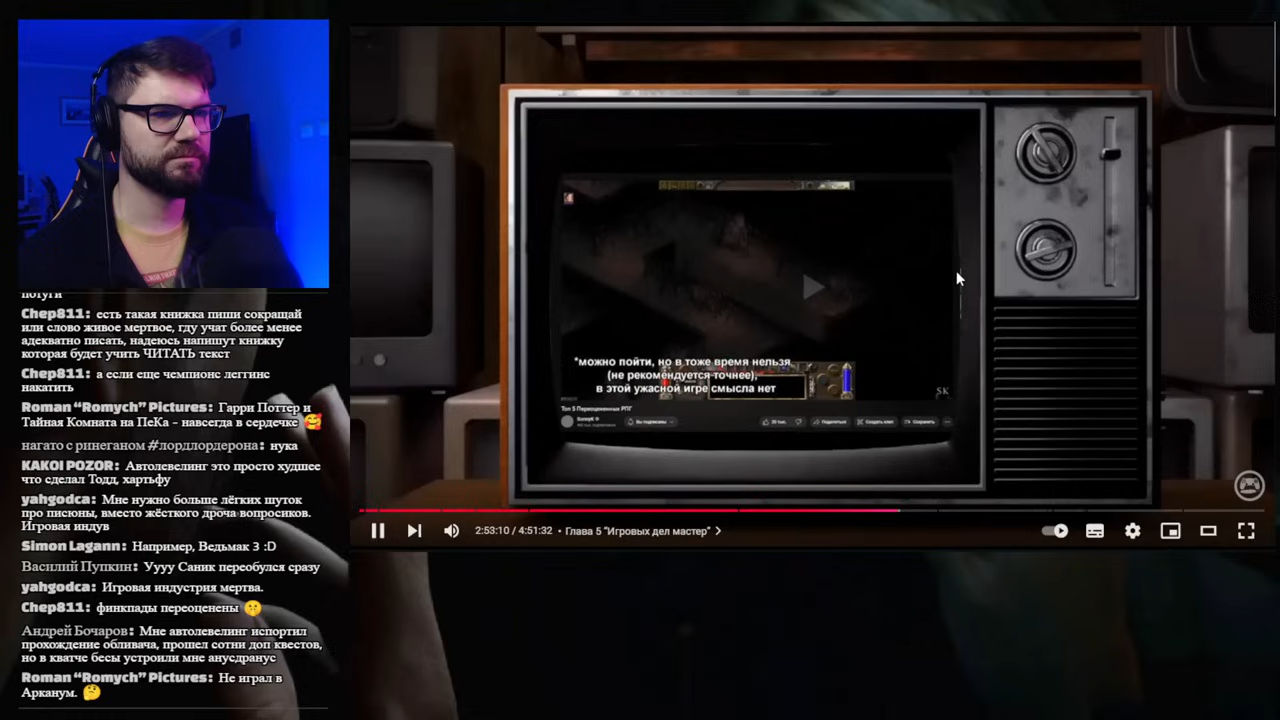 потуги
Chep811: есть такая книжка пиши сокращай
или слово живое мертвое, гду учат более менее
адекватно писать, надеюсь напишут книжку
которая будет учить ЧИТАТЬ текст
Chep811: а если еще чемпионс леггинс
накатить
Roman “Romych” Pictures: Гарри Поттер и
Тайная Комната на ПеКа - навсегда в сердечке 🥰
нагато с ринеганом #лордлордерона: нука
KAKOI POZOR: Автолевелинг это просто худшее
что сделал Тодд, хартьфу
yahgodca: Мне нужно больше лёгких шуток
про писюны, вместо жёсткого дроча вопросиков.
Игровая индув
Simon Lagann: Например, Ведьмак 3 :D
Василий Пупкин: Уууу Саник переобулся сразу
yahgodca: Игровая индустрия мертва.
Chep811: финкпады переоценены 🤫
Андрей Бочаров: Мне автолевелинг испортил
прохождение обливача, прошел сотни доп квестов,
но в кватче бесы устроили мне анусдранус
Roman “Romych” Pictures: Не играл в
Арканум. 🤔
*можно пойти, но в тоже время нельзя
(не рекомендуется точнее),
в этой ужасной игре смысла нет
SK
Топ 5 Переоцененных РПГ
Вы подписаны
Поделиться
Сохранить
2:53:10 / 4:51:32 • Глава 5 “Игровых дел мастер”